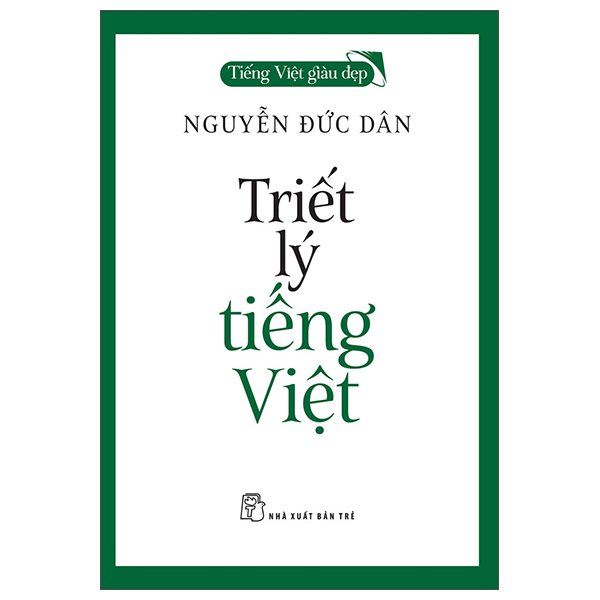 Tiếng Việt giàu đẹp
NGUYỄN ĐỨC DÂN
Triết
lý
tiếng
Việt
NHÀ XUẤT BẢN TRẺ